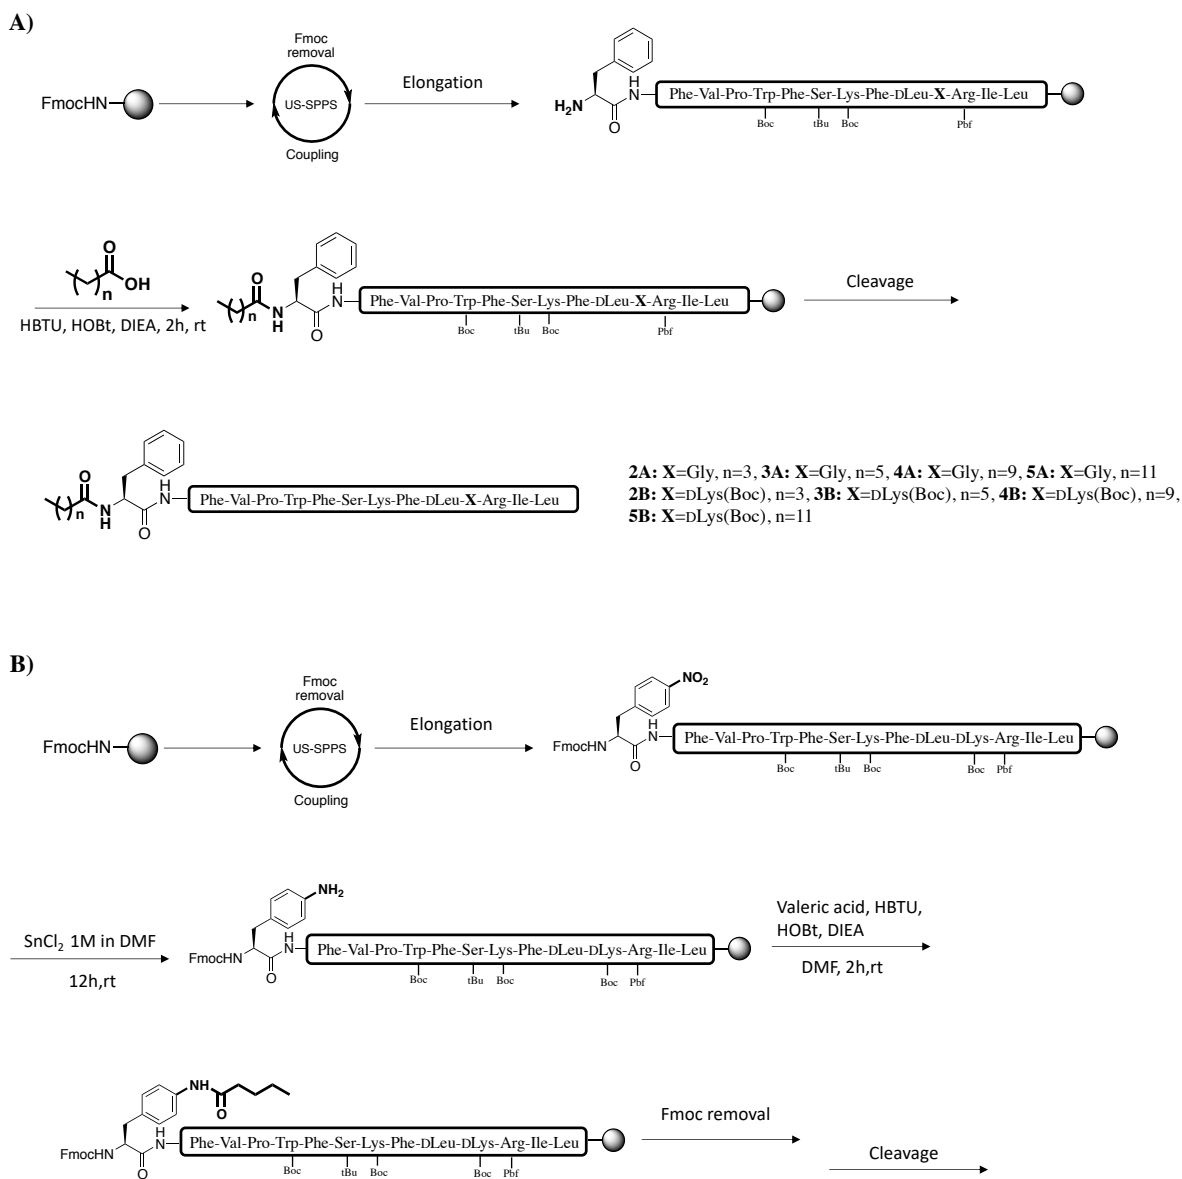 A)
Fmoc
removal
FmocHN
US-SPPS
Coupling
Elongation
H2N
O
H
N
Phe-Val-Pro-Trp-Phe-Ser-Lys-Phe-DLeu-X-Arg-Ile-Leu
Boc tBu Boc Pbf
O
OH
n
HBTU, HOBt, DIEA, 2h, rt
O
n
N
H
O
H
N
Phe-Val-Pro-Trp-Phe-Ser-Lys-Phe-DLeu-X-Arg-Ile-Leu
Boc tBu Boc Pbf
Cleavage
O
n
N
H
O
H
N
Phe-Val-Pro-Trp-Phe-Ser-Lys-Phe-DLeu-X-Arg-Ile-Leu
2A: X=Gly, n=3, 3A: X=Gly, n=5, 4A: X=Gly, n=9, 5A: X=Gly, n=11
2B: X=DLys(Boc), n=3, 3B: X=DLys(Boc), n=5, 4B: X=DLys(Boc), n=9,
5B: X=DLys(Boc), n=11
B)
Fmoc
removal
FmocHN
US-SPPS
Coupling
Elongation
NO2
FmocHN
O
H
N
Phe-Val-Pro-Trp-Phe-Ser-Lys-Phe-DLeu-DLys-Arg-Ile-Leu
Boc tBu Boc Boc Pbf
SnCl2 1M in DMF
12h,rt
NH2
FmocHN
O
H
N
Phe-Val-Pro-Trp-Phe-Ser-Lys-Phe-DLeu-DLys-Arg-Ile-Leu
Boc tBu Boc Boc Pbf
Valeric acid, HBTU,
HOBt, DIEA
DMF, 2h,rt
NH
O
FmocHN
O
H
N
Phe-Val-Pro-Trp-Phe-Ser-Lys-Phe-DLeu-DLys-Arg-Ile-Leu
Boc tBu Boc Boc Pbf
Fmoc removal
Cleavage